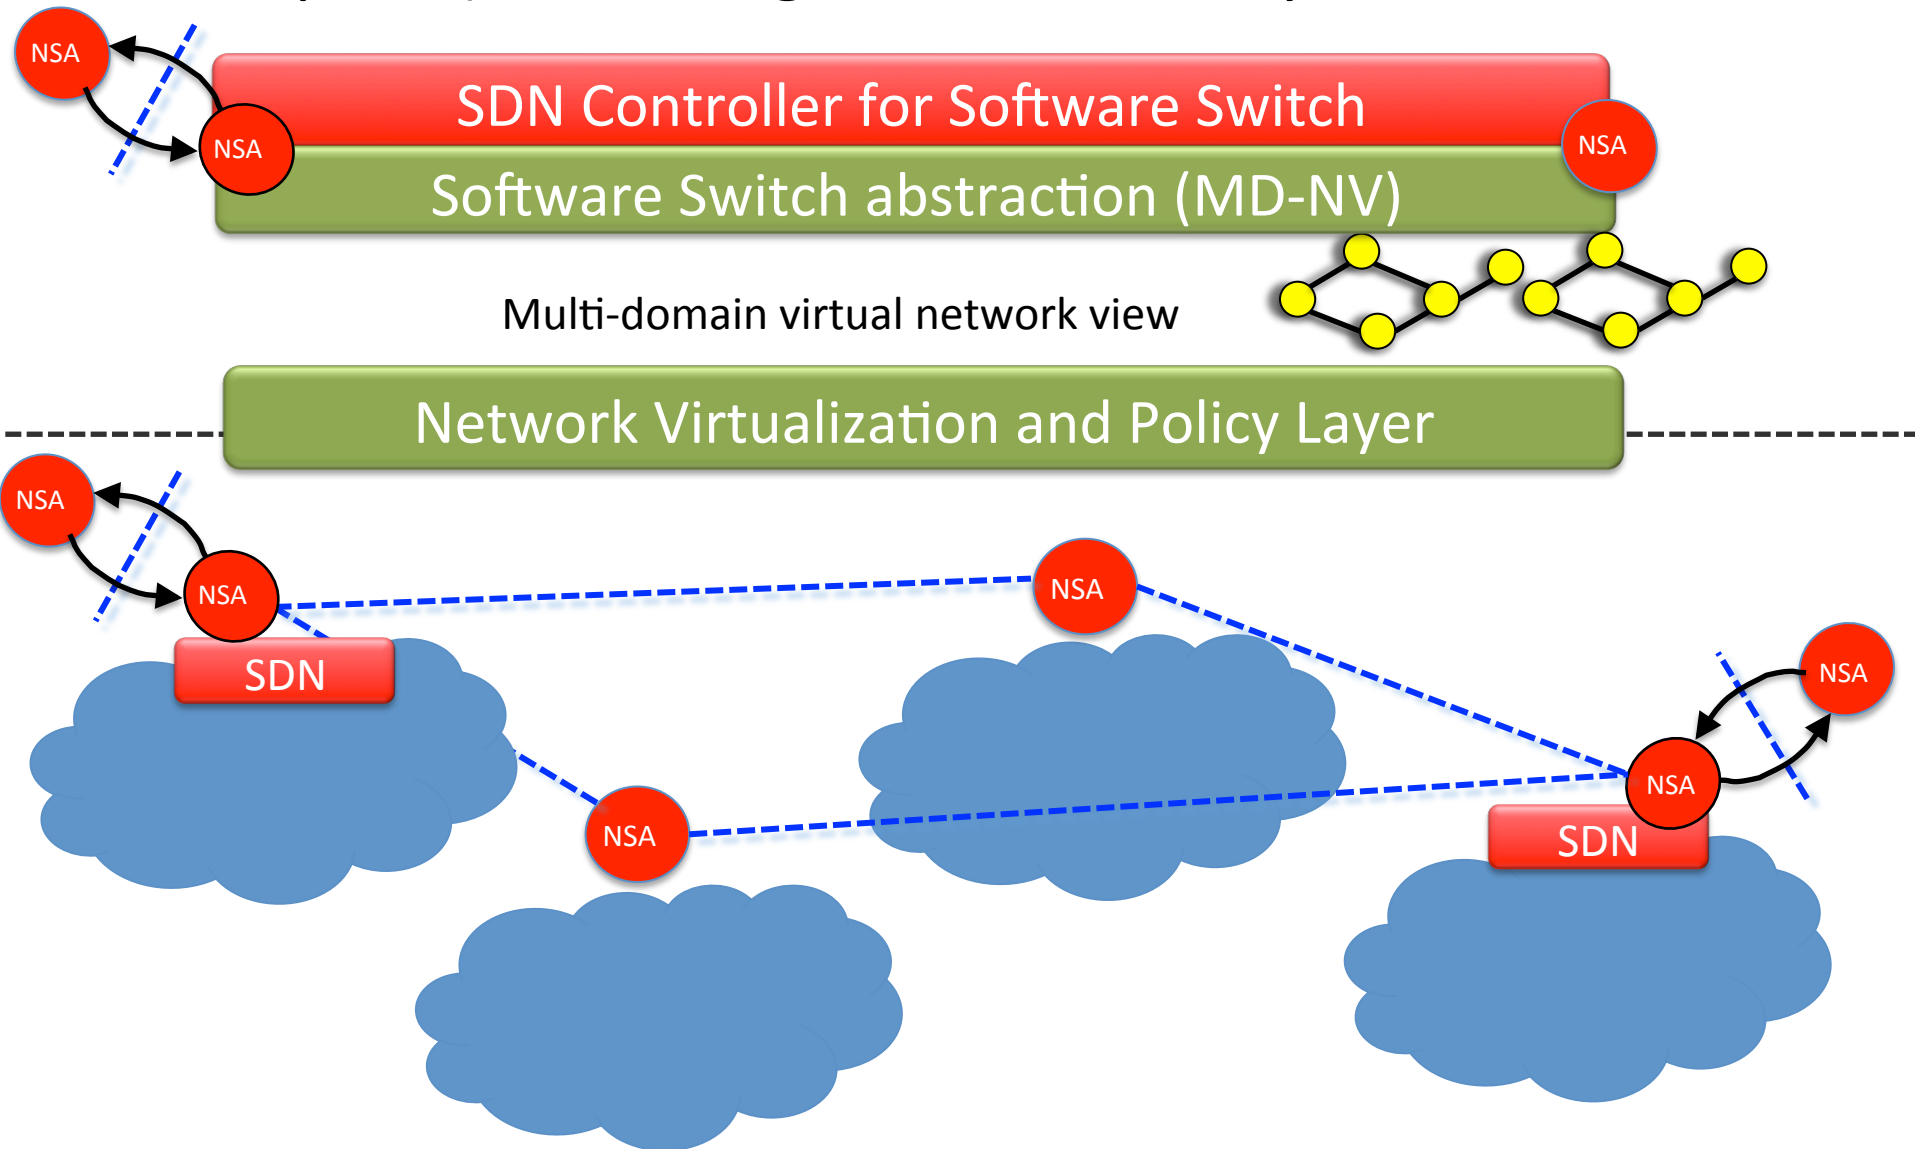 NSA
SDN Controller for Software Switch
NSA
NSA
Software Switch abstraction (MD-NV)
Multi-domain virtual network view
Network Virtualization and Policy Layer
NSA
NSA
NSA
SDN
NSA
NSA
NSA
SDN